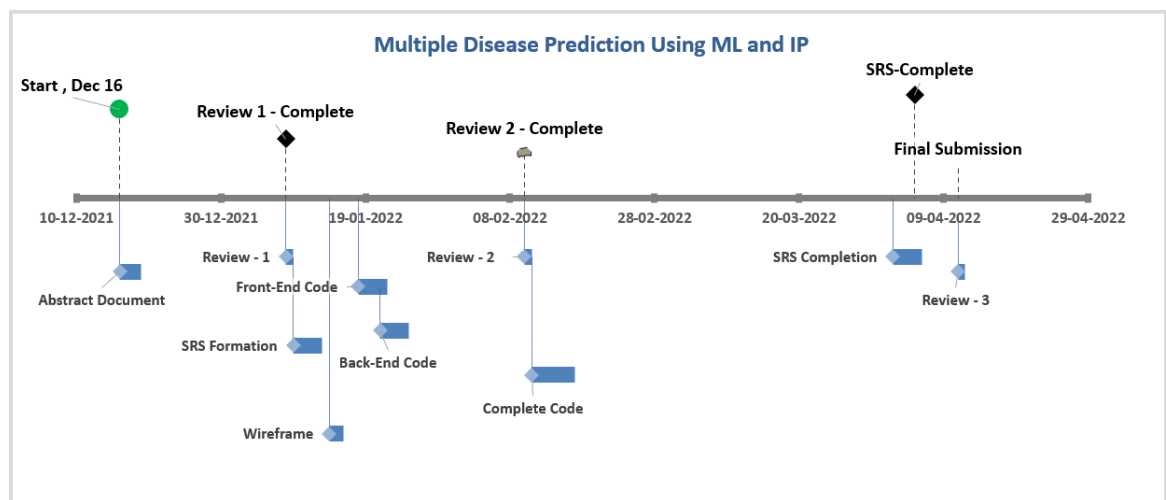 Multiple Disease Prediction Using ML and IP
SRS-Complete
Start , Dec 16
Review 1 - Complete
Review 2 - Complete
Final Submission
10-12-2021
30-12-2021
19-01-2022
08-02-2022
28-02-2022
20-03-2022
09-04-2022
29-04-2022
Review - 1
Review - 2
SRS Completion
Front-End Code
Abstract Document
Review - 3
SRS Formation
Back-End Code
Complete Code
Wireframe